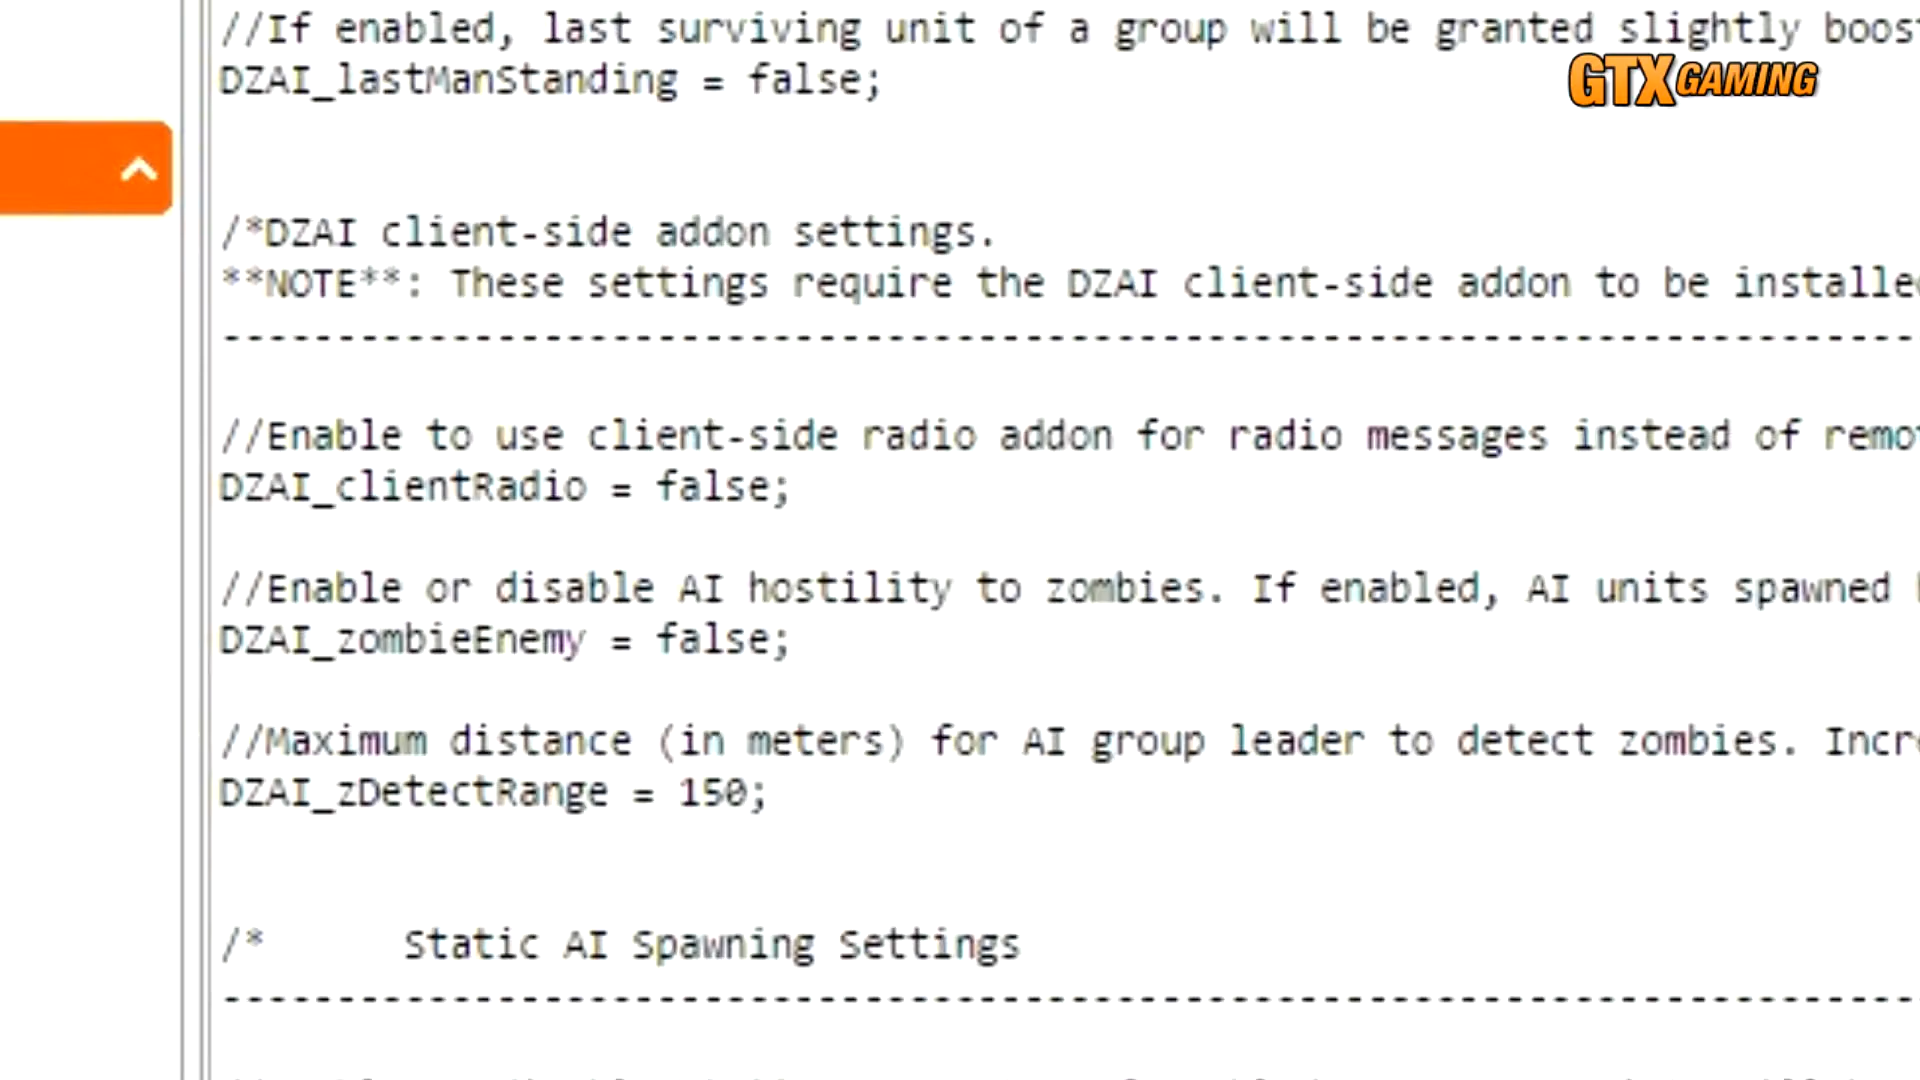 //If enabled, last surviving unit of a group will be granted slightly
DZAI_lastManStanding = false;
GTX GAMING
/*DZAI client-side addon settings.
**NOTE**: These settings require the DZAI client-side addon to be
--------------------------------------------------------------------------
//Enable to use client-side radio addon for radio messages instead of
DZAI_clientRadio = false;
//Enable or disable AI hostility to zombies. If enabled, AI units spawned
DZAI_zombieEnemy = false;
//Maximum distance (in meters) for AI group leader to detect zombies.
DZAI_zDetectRange = 150;
/* Static AI Spawning Settings
--------------------------------------------------------------------------